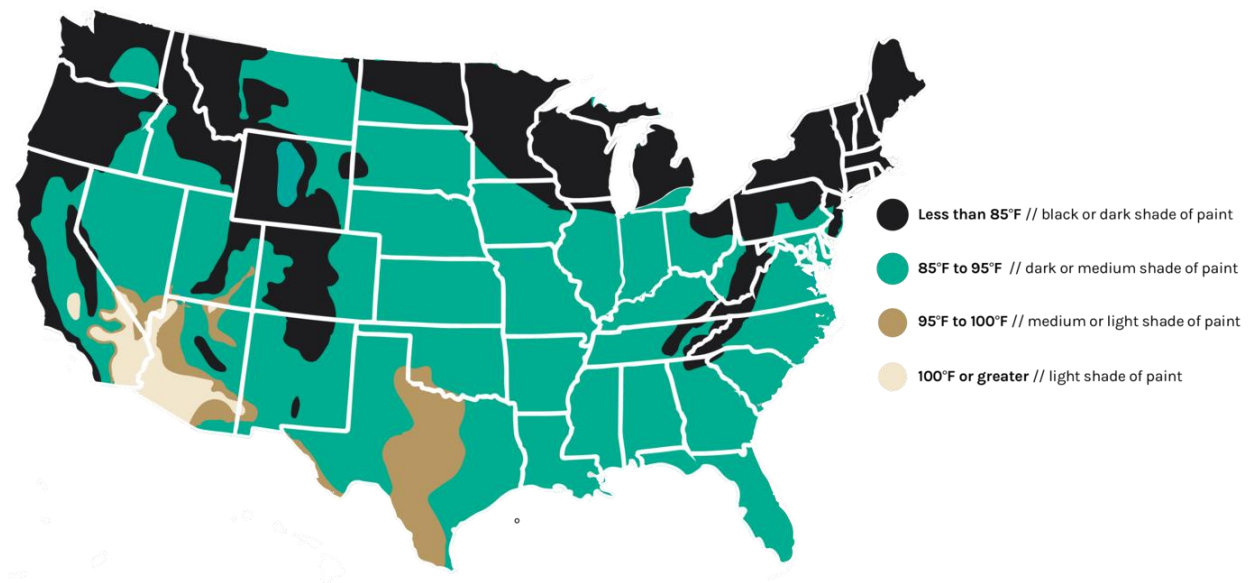 Less than 85°F // black or dark shade of paint
85°F to 95°F // dark or medium shade of paint
95°F to 100°F // medium or light shade of paint
100°F or greater // light shade of paint